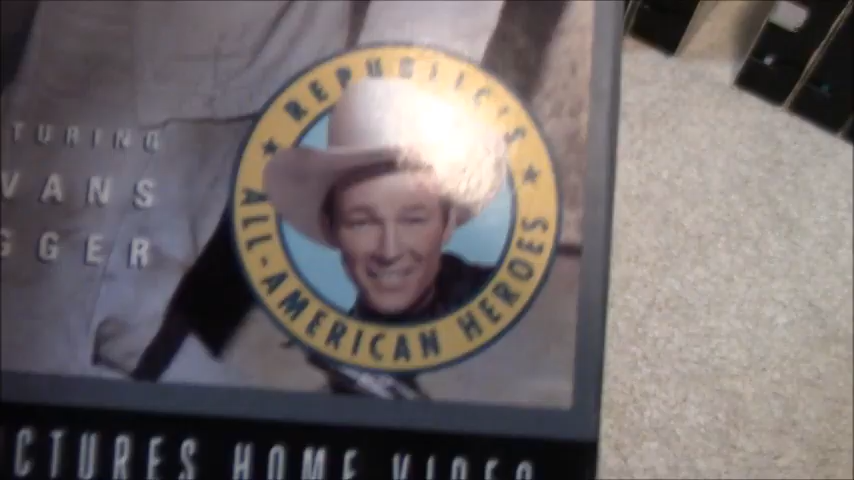 REPUBLIC'S
ALL-AMERICAN HEROES
TURING
VANS
GGER
CTURES HOME VIDEO